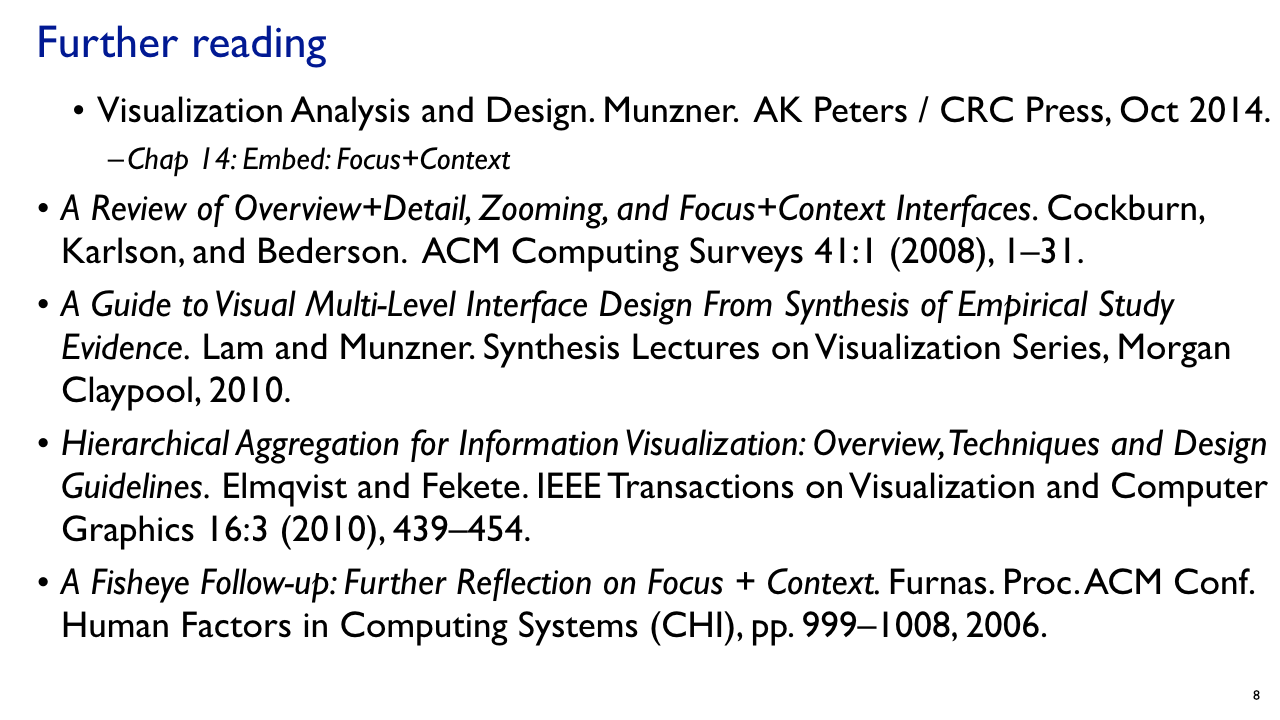 Further reading
• Visualization Analysis and Design. Munzner. AK Peters / CRC Press, Oct 2014.
–Chap 14: Embed: Focus+Context
• A Review of Overview+Detail, Zooming, and Focus+Context Interfaces. Cockburn,
Karlson, and Bederson. ACM Computing Surveys 41:1 (2008), 1–31.
• A Guide to Visual Multi-Level Interface Design From Synthesis of Empirical Study
Evidence. Lam and Munzner. Synthesis Lectures on Visualization Series, Morgan
Claypool, 2010.
• Hierarchical Aggregation for Information Visualization: Overview, Techniques and Design
Guidelines. Elmqvist and Fekete. IEEE Transactions on Visualization and Computer
Graphics 16:3 (2010), 439–454.
• A Fisheye Follow-up: Further Reflection on Focus + Context. Furnas. Proc. ACM Conf.
Human Factors in Computing Systems (CHI), pp. 999–1008, 2006.
8